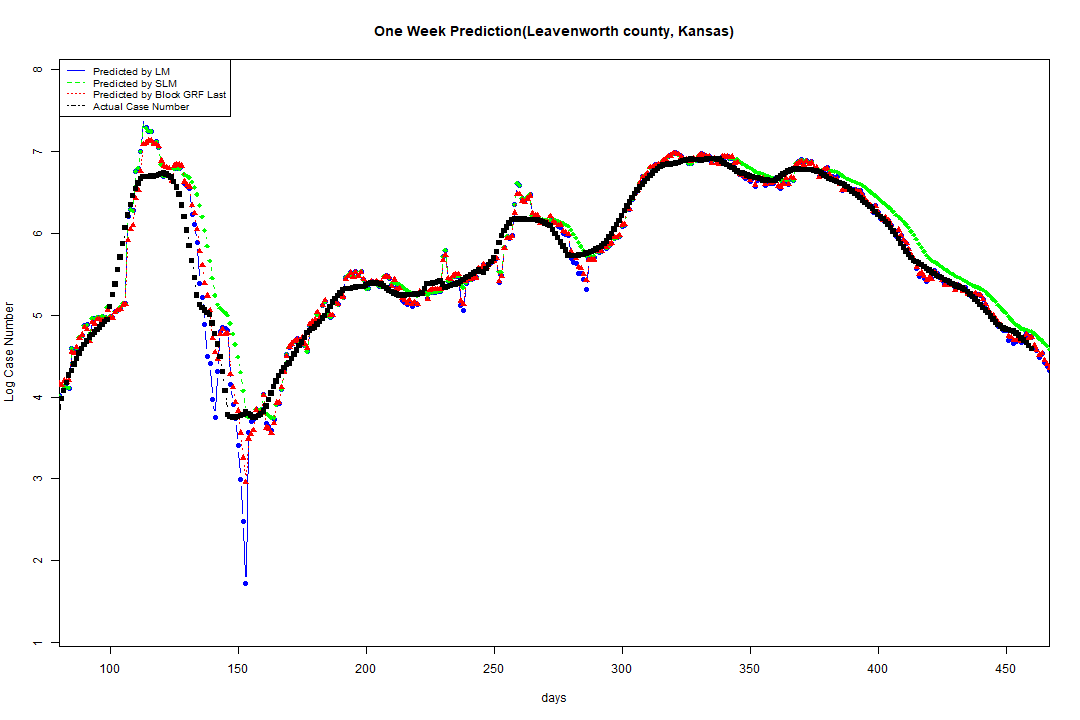 One Week Prediction(Leavenworth county, Kansas)
Predicted by LM
Predicted by SLM
Predicted by Block GRF Last
Actual Case Number
Log Case Number
8
7
6
5
4
3
2
1
100 150 200 250 300 350 400 450
days